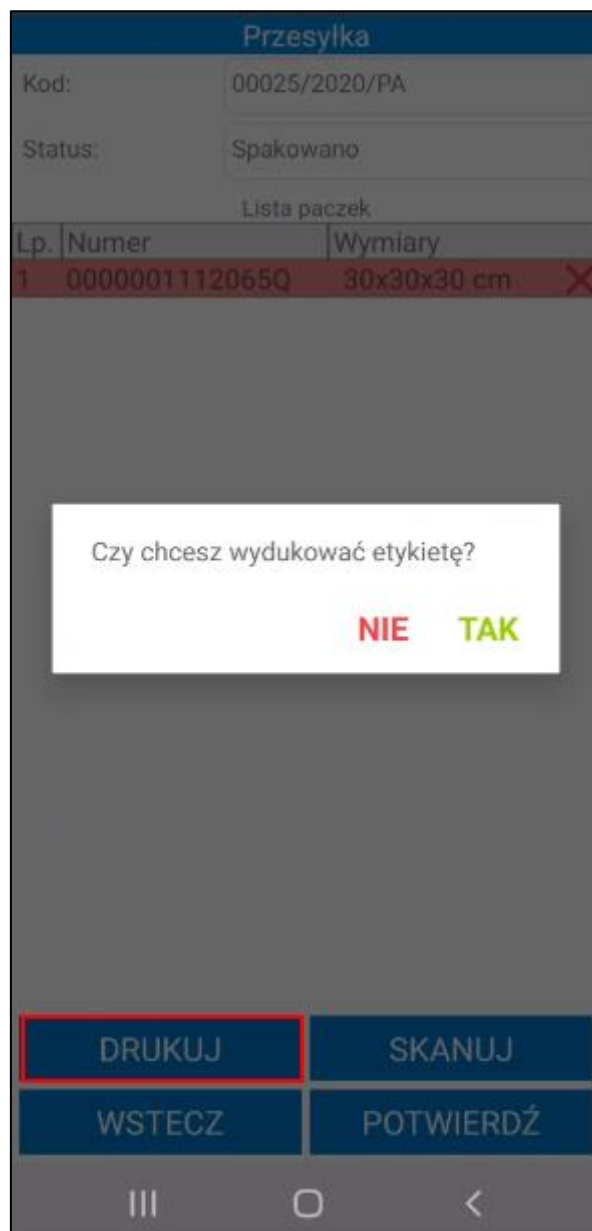 Przesyłka
Kod: 00025/2020/PA
Status: Spakowano
Lista paczek
Lp. Numer Wymiary
1 0000001112065Q 30x30x30 cm
Czy chcesz wydukować etykietę?
NIE TAK
DRUKUJ SKANUJ
WSTECZ POTWIERDŹ